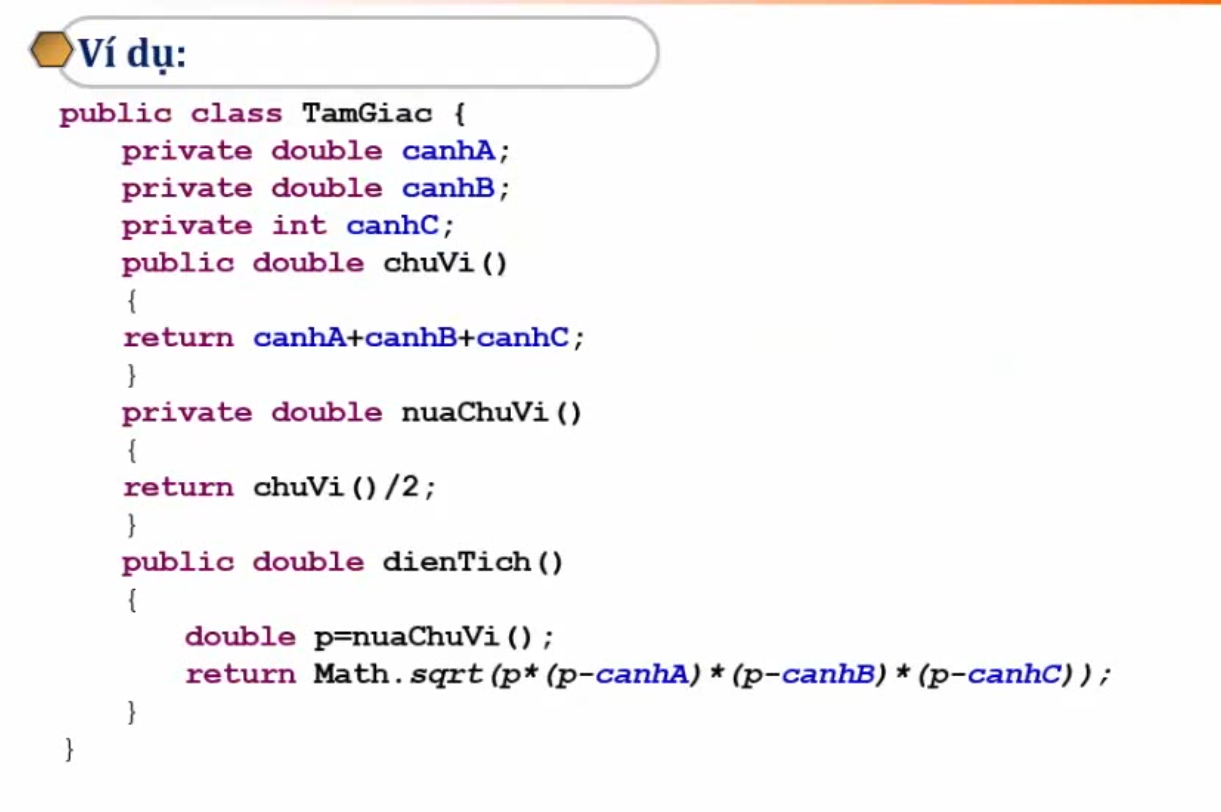 Ví dụ:
public class TamGiac {
private double canhA;
private double canhB;
private int canhC;
public double chuVi()
{
return canhA+canhB+canhC;
}
private double nuaChuVi()
{
return chuVi()/2;
}
public double dienTich()
{
double p=nuaChuVi();
return Math.sqrt(p*(p-canhA)*(p-canhB)*(p-canhC));
}
}